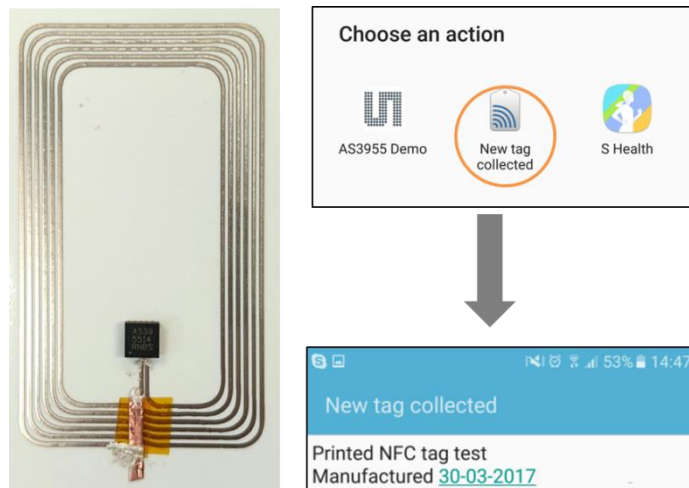 AS39
5514
RNBS
Choose an action
AS3955 Demo
New tag
collected
S Health
53% 14:47
New tag collected
Printed NFC tag test
Manufactured 30-03-2017